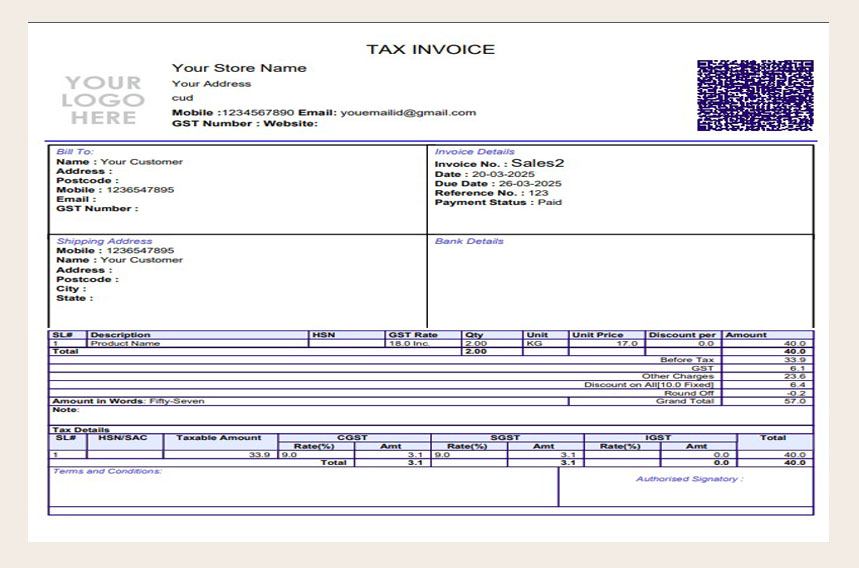 TAX INVOICE
YOUR
LOGO
HERE
Your Store Name
Your Address
cud
Mobile :1234567890 Email: youemailid@gmail.com
GST Number : Website:
Bill To:
Name : Your Customer
Address :
Postcode :
Mobile : 1236547895
Email :
GST Number :
Invoice Details
Invoice No. : Sales2
Date : 20-03-2025
Due Date : 26-03-2025
Reference No. : 123
Payment Status : Paid
Shipping Address
Mobile : 1236547895
Name : Your Customer
Address :
Postcode :
City :
State :
Bank Details
SL# Description HSN GST Rate Qty Unit Unit Price Discount per Amount
1 Product Name 18.0 Inc. 2.00 KG 17.0 0.0 40.0
Total 2.00 40.0
Before Tax 33.9
GST 6.1
Other Charges 23.6
Discount on All[10.0 Fixed] 6.4
Round Off -0.2
Amount in Words: Fifty-Seven Grand Total 57.0
Note:
Tax Details
SL# HSN/SAC Taxable Amount CGST SGST IGST Total
Rate(%) Amt Rate(%) Amt Rate(%) Amt
1 33.9 9.0 3.1 9.0 3.1 0.0 40.0
Total 3.1 3.1 0.0 40.0
Terms and Conditions:
Authorised Signatory :